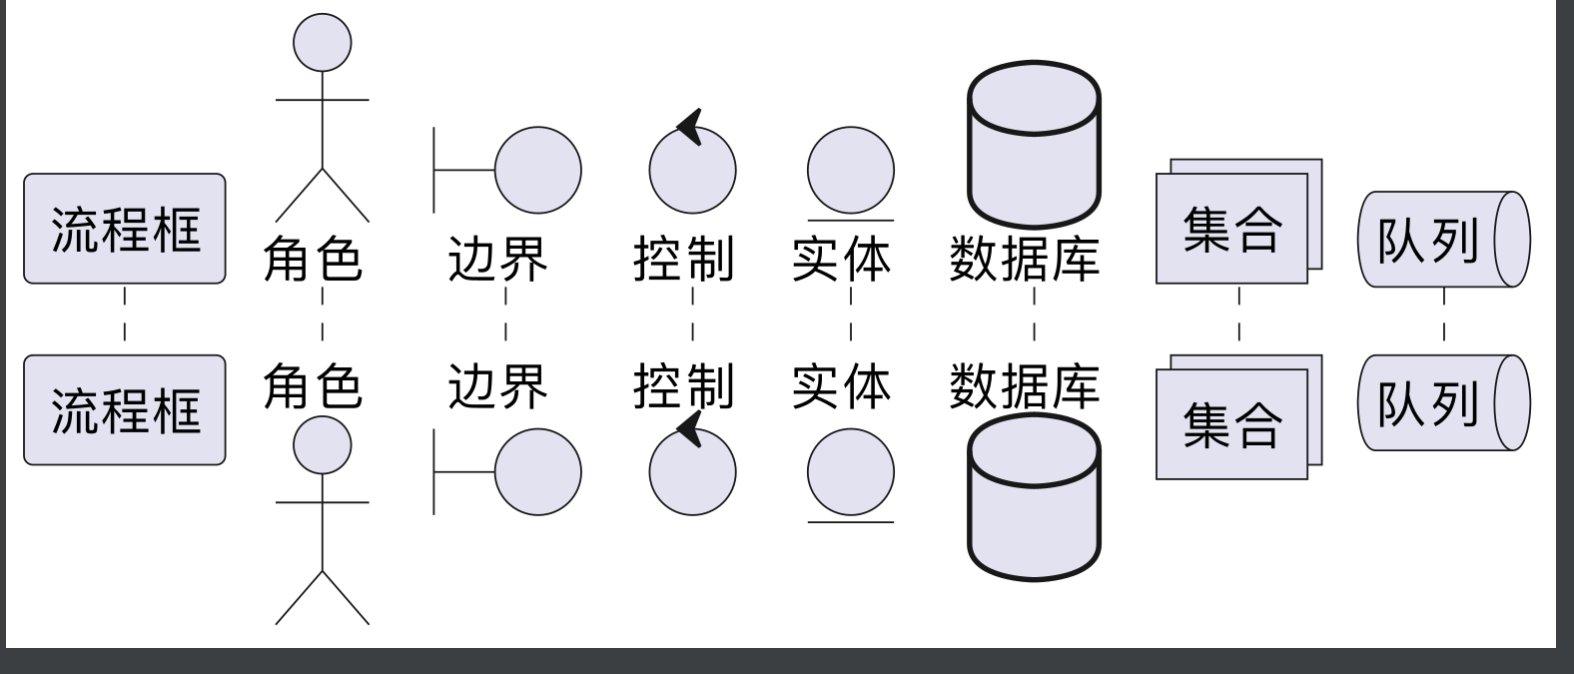 流程框 角色 边界 控制 实体 数据库 集合 队列
流程框 角色 边界 控制 实体 数据库 集合 队列